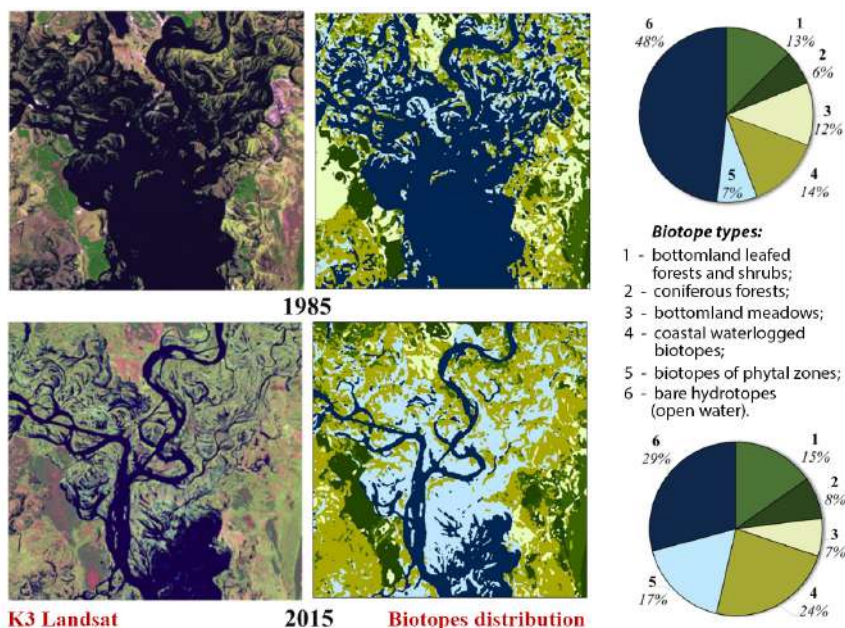 6
48%
1
13%
2
6%
3
12%
4
14%
5
7%
1985
Biotope types:
1 - bottomland leafed
forests and shrubs;
2 - coniferous forests;
3 - bottomland meadows;
4 - coastal waterlogged
biotopes;
5 - biotopes of phytal zones;
6 - bare hydrotopes
(open water).
6
29%
1
15%
2
8%
3
7%
4
24%
5
17%
K3 Landsat
2015
Biotopes distribution